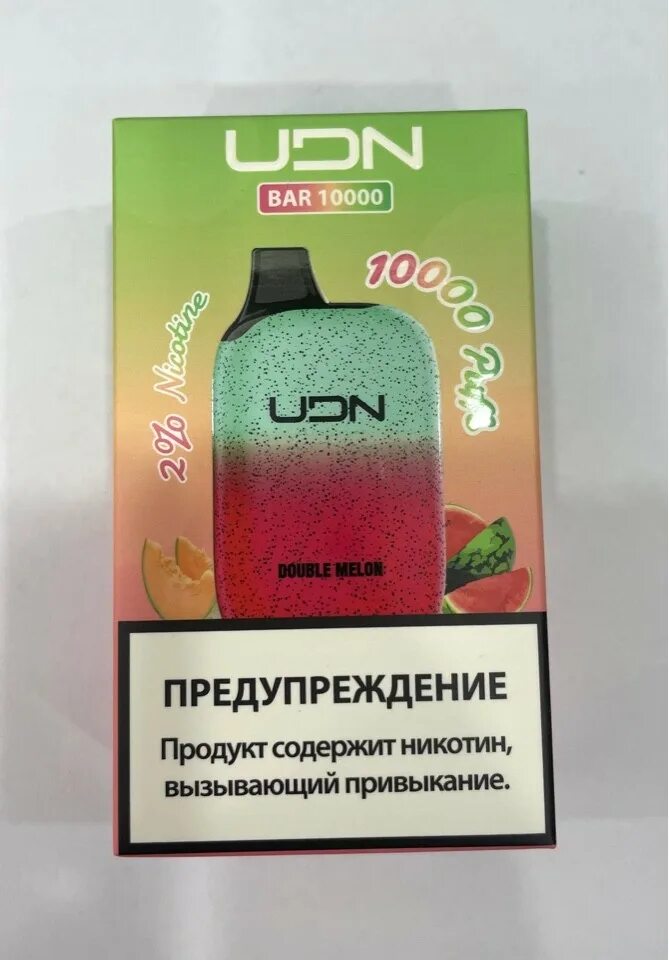 UDN
BAR 10000
10000 Puffs
2% Nicotine
UDN
DOUBLE MELON
ПРЕДУПРЕЖДЕНИЕ
Продукт содержит никотин,
вызывающий привыкание.